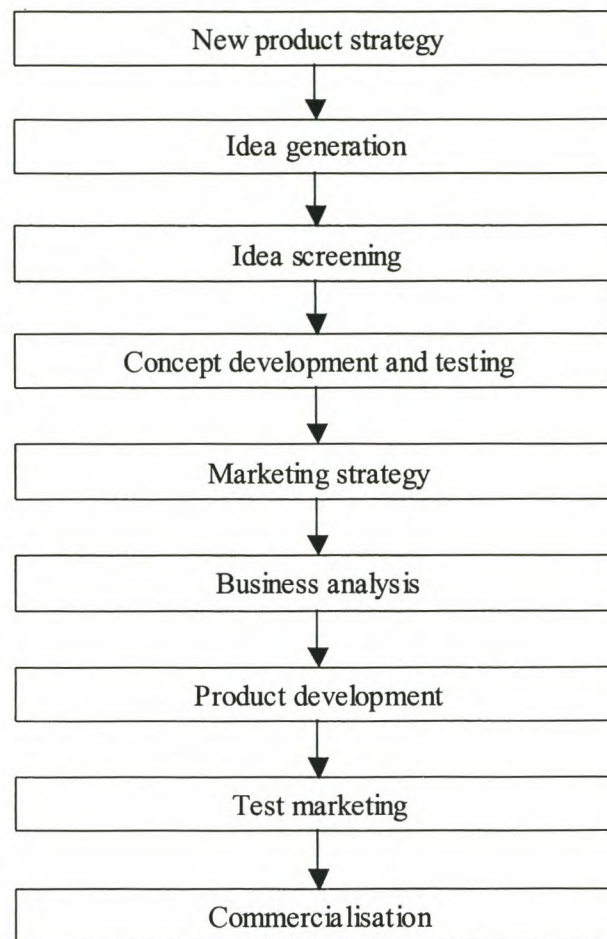 New product strategy
Idea generation
Idea screening
Concept development and testing
Marketing strategy
Business analysis
Product development
Test marketing
Commercialisation